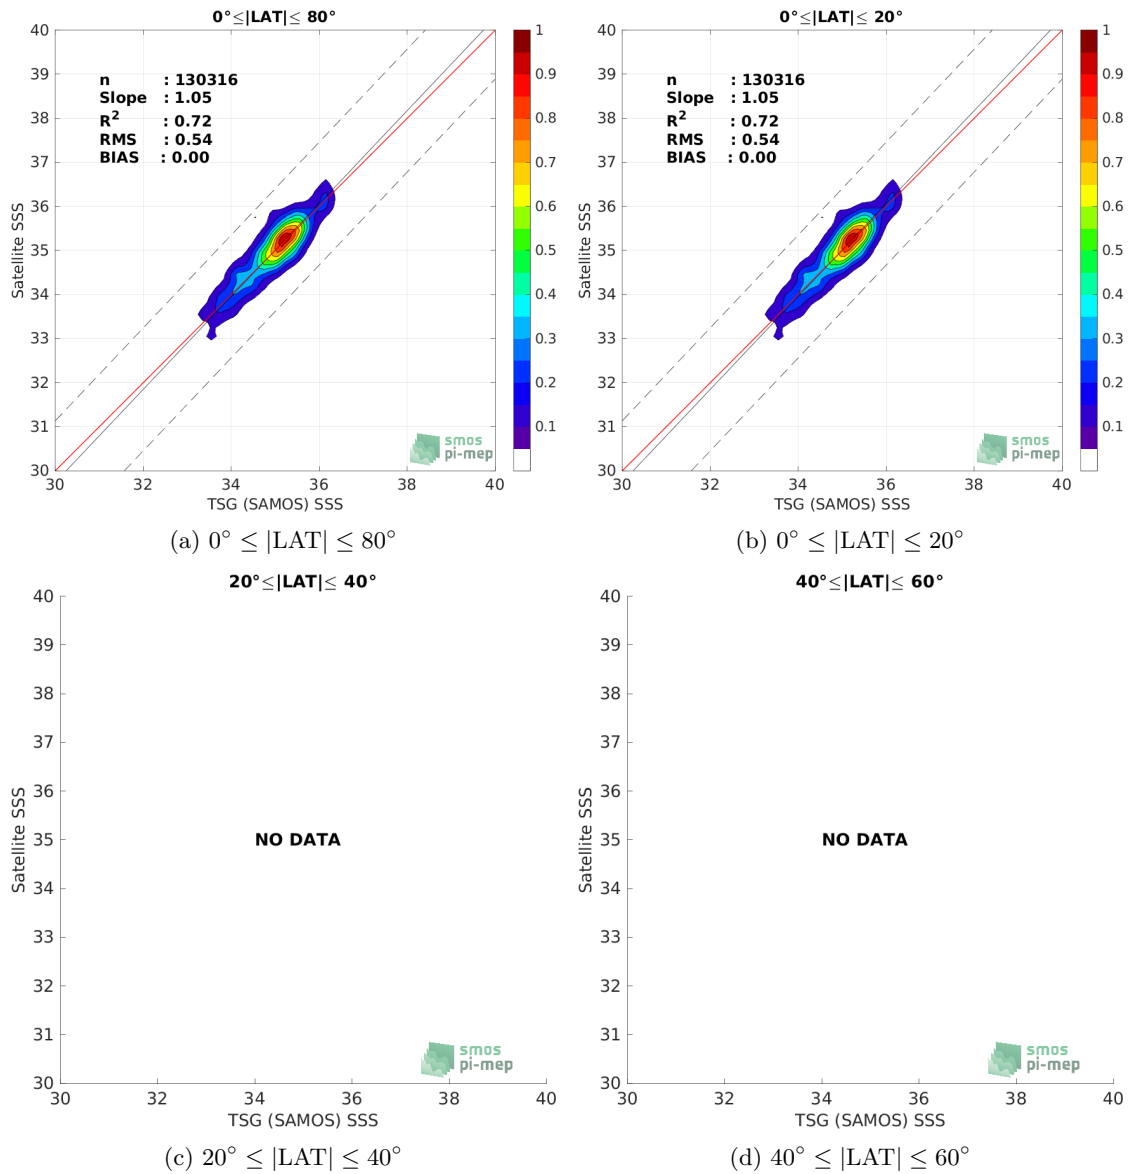 0°≤|LAT|≤ 80°
40
39
38
37
36
35
34
33
32
31
30
Satellite SSS
n : 130316
Slope : 1.05
R2 : 0.72
RMS : 0.54
BIAS : 0.00
smos
pi-mep
30 32 34 36 38 40
TSG (SAMOS) SSS
1
0.9
0.8
0.7
0.6
0.5
0.4
0.3
0.2
0.1
(a) 0° ≤ |LAT| ≤ 80°
0°≤|LAT|≤ 20°
40
39
38
37
36
35
34
33
32
31
30
Satellite SSS
n : 130316
Slope : 1.05
R2 : 0.72
RMS : 0.54
BIAS : 0.00
smos
pi-mep
30 32 34 36 38 40
TSG (SAMOS) SSS
1
0.9
0.8
0.7
0.6
0.5
0.4
0.3
0.2
0.1
(b) 0° ≤ |LAT| ≤ 20°
20°≤|LAT|≤ 40°
40
39
38
37
36
35
34
33
32
31
30
Satellite SSS
NO DATA
smos
pi-mep
30 32 34 36 38 40
TSG (SAMOS) SSS
(c) 20° ≤ |LAT| ≤ 40°
40°≤|LAT|≤ 60°
40
39
38
37
36
35
34
33
32
31
30
Satellite SSS
NO DATA
smos
pi-mep
30 32 34 36 38 40
TSG (SAMOS) SSS
(d) 40° ≤ |LAT| ≤ 60°